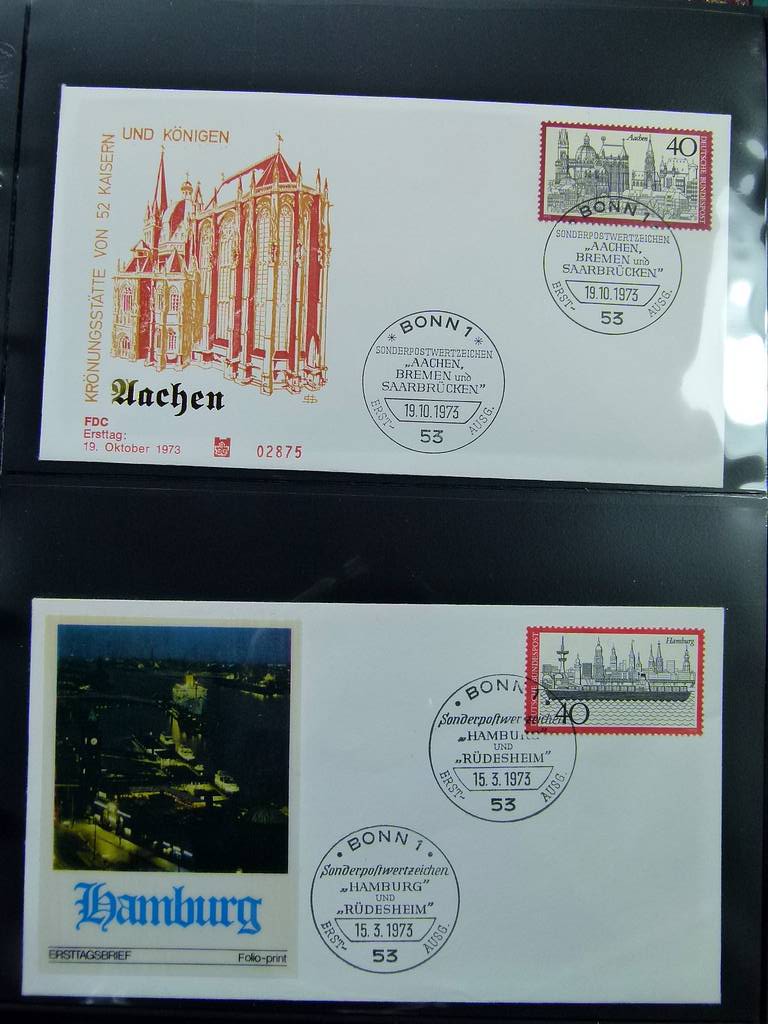 KRÖNUNGSSTÄTTE VON 52 KAISERN
UND KÖNIGEN
Aachen
FDC
Ersttag:
19. Oktober 1973
02875
Aachen
40
DEUTSCHE BUNDESPOST
BONN 1
SONDERPOSTWERTZEICHEN
„AACHEN,
BREMEN und
SAARBRÜCKEN”
19.10.1973
ERST- AUSG.
53
* BONN 1 *
SONDERPOSTWERTZEICHEN
„AACHEN,
BREMEN und
SAARBRÜCKEN”
19.10.1973
ERST- AUSG.
53
Hamburg
ERSTTAGSBRIEF Folio-print
Hamburg
DEUTSCHE BUNDESPOST
40
· BONN
Sonderpostwertzeichen
„HAMBURG”
UND
„RÜDESHEIM”
15.3.1973
ERST- AUSG.
53
· BONN 1 ·
Sonderpostwertzeichen
„HAMBURG”
UND
„RÜDESHEIM”
15.3.1973
ERST- AUSG.
53